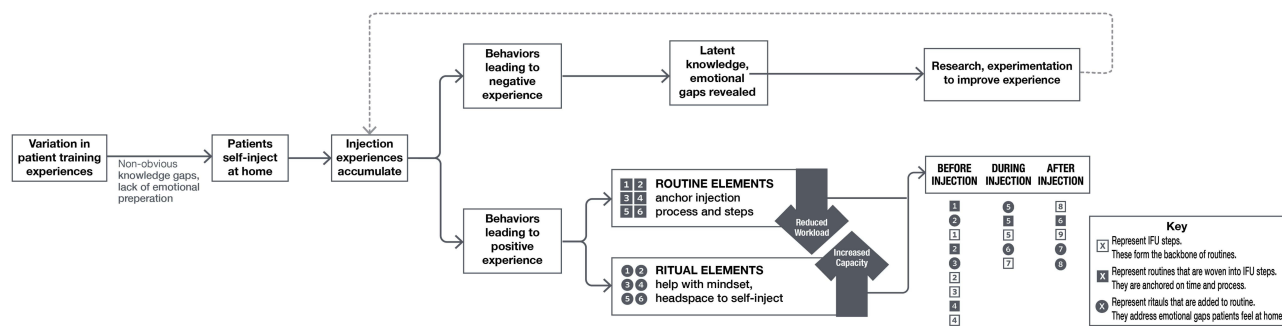 Variation in
patient training
experiences
Non-obvious
knowledge gaps,
lack of emotional
preperation
Patients
self-inject
at home
Injection
experiences
accumulate
Behaviors
leading to
negative
experience
Latent
knowledge,
emotional
gaps revealed
Research, experimentation
to improve experience
Behaviors
leading to
positive
experience
1 2 ROUTINE ELEMENTS
3 4 anchor injection
5 6 process and steps
Reduced
Workload
1 2 RITUAL ELEMENTS
3 4 help with mindset,
5 6 headspace to self-inject
Increased
Capacity
BEFORE
INJECTION
1
2
1
2
3
2
3
4
4
DURING
INJECTION
5
5
5
6
7
AFTER
INJECTION
8
6
9
7
8
Key
X Represent IFU steps.
These form the backbone of routines.
X Represent routines that are woven into IFU steps.
They are anchored on time and process.
X Represent ritauls that are added to routine.
They address emotional gaps patients feel at home